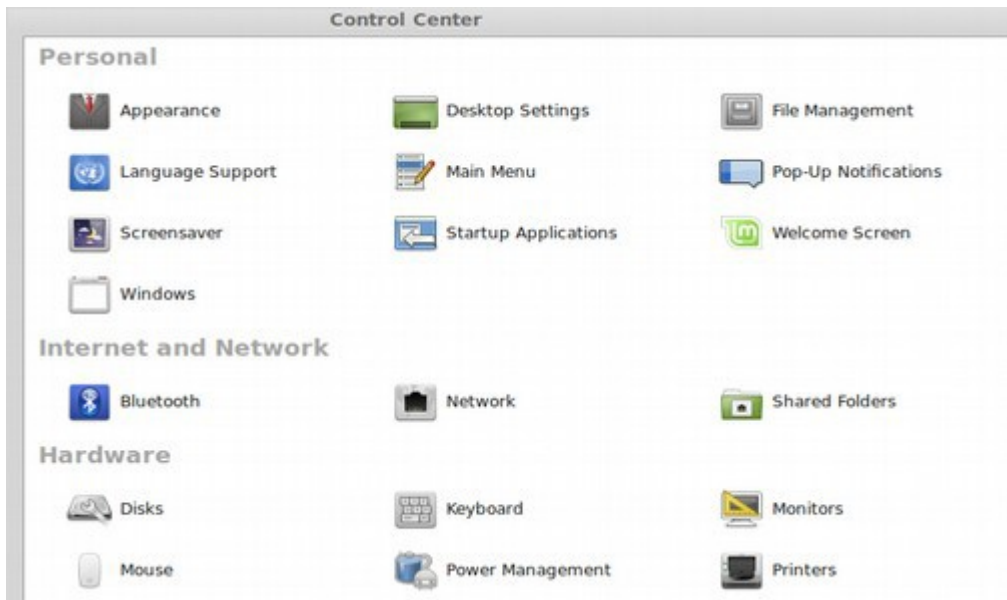 Control Center
Personal
Appearance
Desktop Settings
File Management
Language Support
Main Menu
Pop-Up Notifications
Screensaver
Startup Applications
Welcome Screen
Windows
Internet and Network
Bluetooth
Network
Shared Folders
Hardware
Disks
Keyboard
Monitors
Mouse
Power Management
Printers